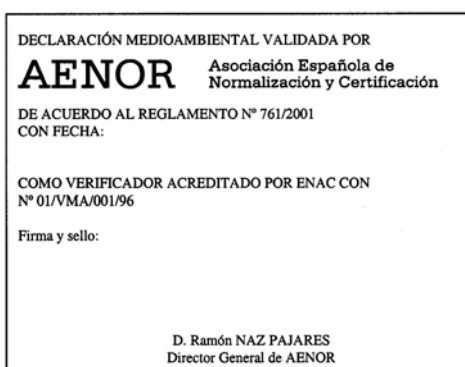 DECLARACIÓN MEDIOAMBIENTAL VALIDADA POR
AENOR
Asociación Española de
Normalización y Certificación
DE ACUERDO AL REGLAMENTO Nº 761/2001
CON FECHA:
COMO VERIFICADOR ACREDITADO POR ENAC CON
Nº 01/VMA/001/96
Firma y sello:
D. Ramón NAZ PAJARES
Director General de AENOR